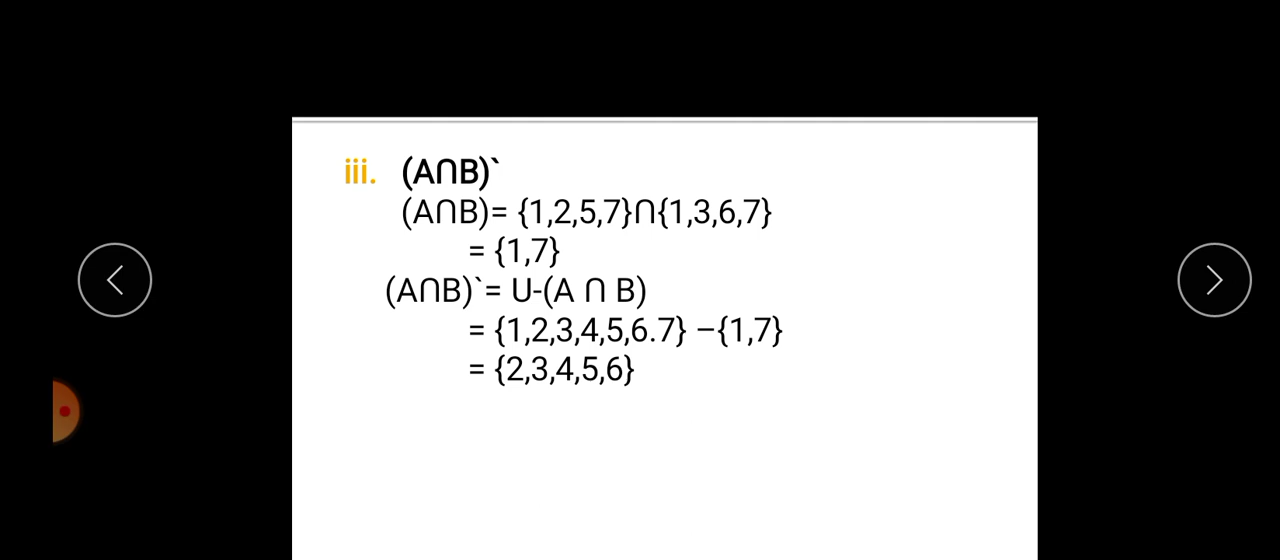 iii. (A∩B)`
(A∩B)= {1,2,5,7}∩{1,3,6,7}
= {1,7}
(A∩B)`= U-(A ∩ B)
= {1,2,3,4,5,6.7} –{1,7}
= {2,3,4,5,6}